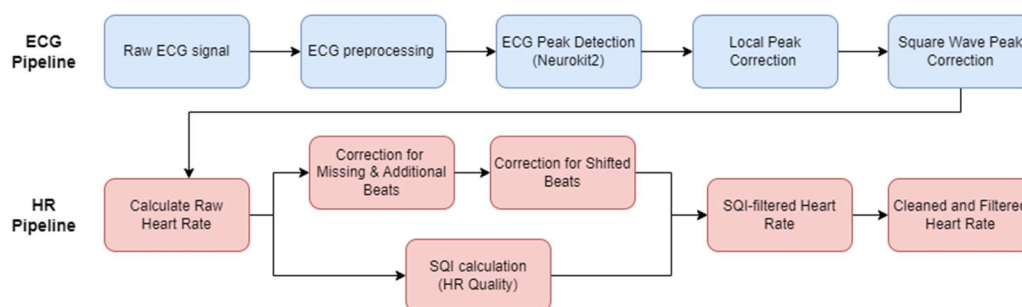 ECG
Pipeline
Raw ECG signal
ECG preprocessing
ECG Peak Detection
(Neurokit2)
Local Peak
Correction
Square Wave Peak
Correction
HR
Pipeline
Calculate Raw
Heart Rate
Correction for
Missing & Additional
Beats
Correction for Shifted
Beats
SQI calculation
(HR Quality)
SQI-filtered Heart
Rate
Cleaned and Filtered
Heart Rate